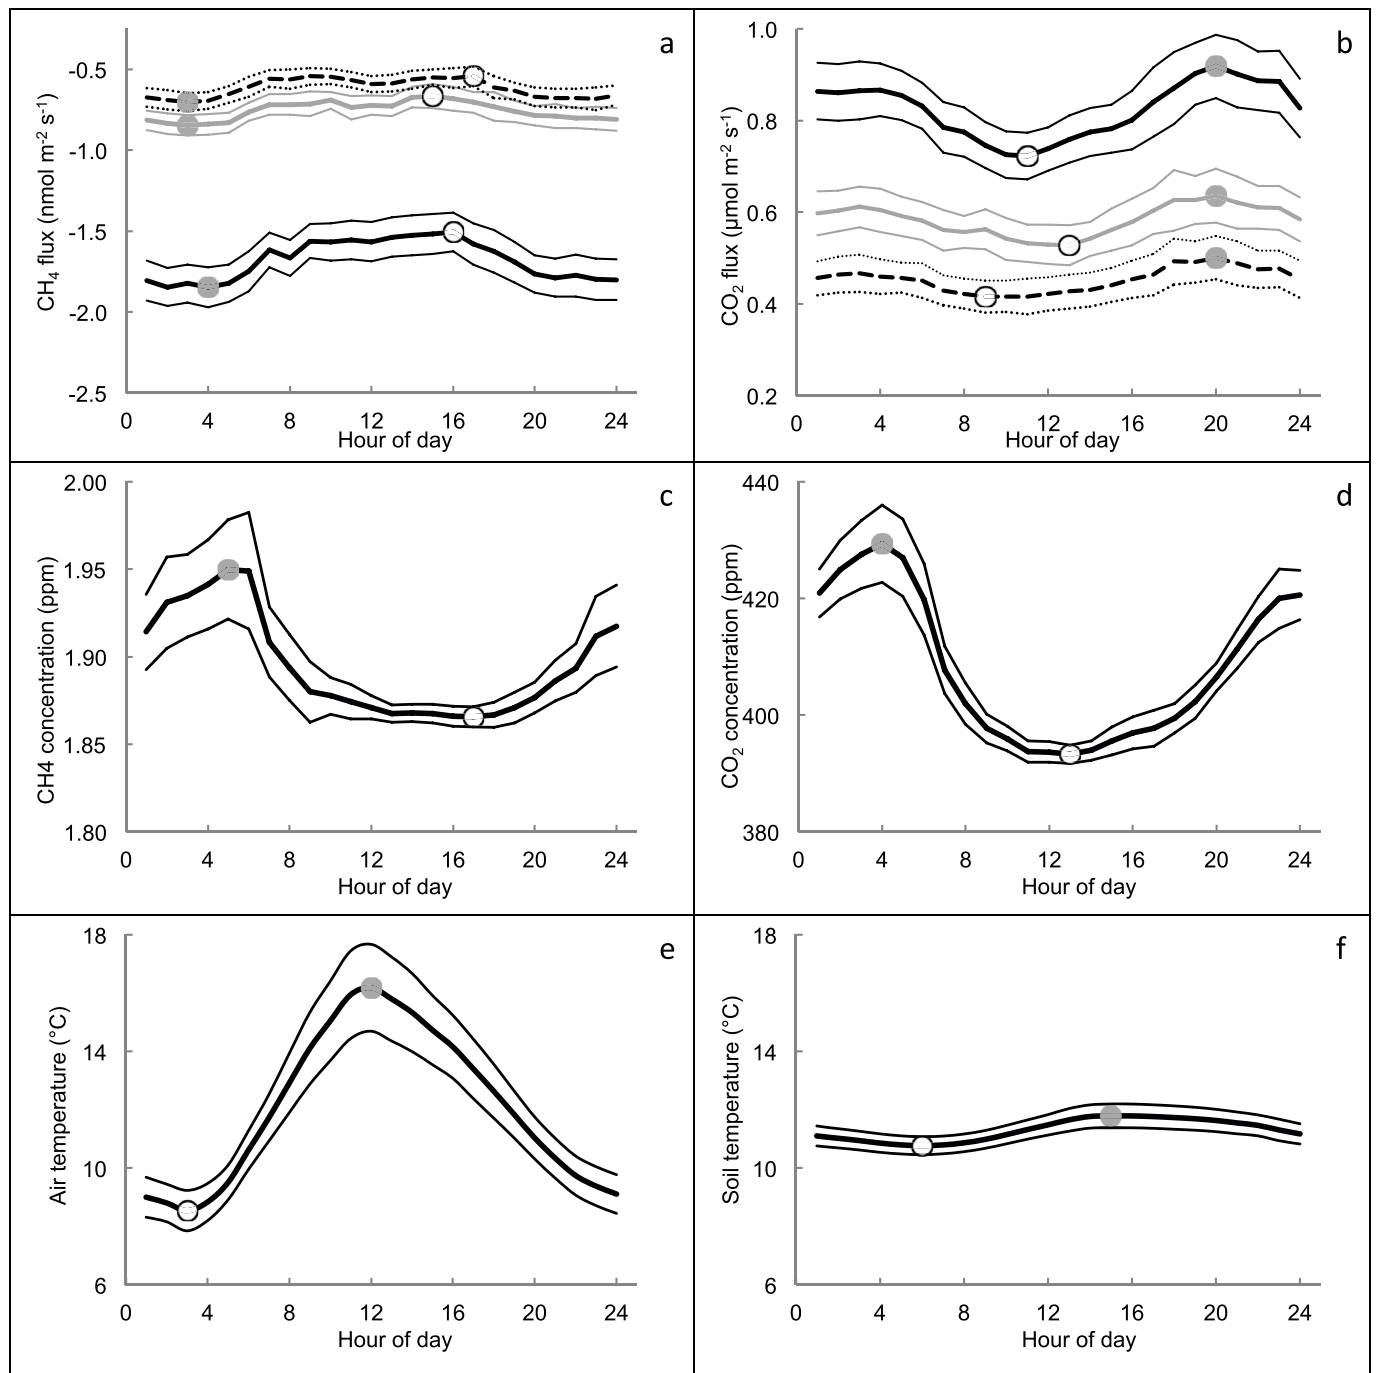 a
-0.5
-1.0
-1.5
-2.0
-2.5
CH4 flux (nmol m-2 s-1)
0 4 8 12 16 20 24
Hour of day
b
1.0
0.8
0.6
0.4
0.2
CO2 flux (µmol m-2 s-1)
0 4 8 12 16 20 24
Hour of day
c
2.00
1.95
1.90
1.85
1.80
CH4 concentration (ppm)
0 4 8 12 16 20 24
Hour of day
d
440
420
400
380
CO2 concentration (ppm)
0 4 8 12 16 20 24
Hour of day
e
18
14
10
6
Air temperature (°C)
0 4 8 12 16 20 24
Hour of day
f
18
14
10
6
Soil temperature (°C)
0 4 8 12 16 20 24
Hour of day